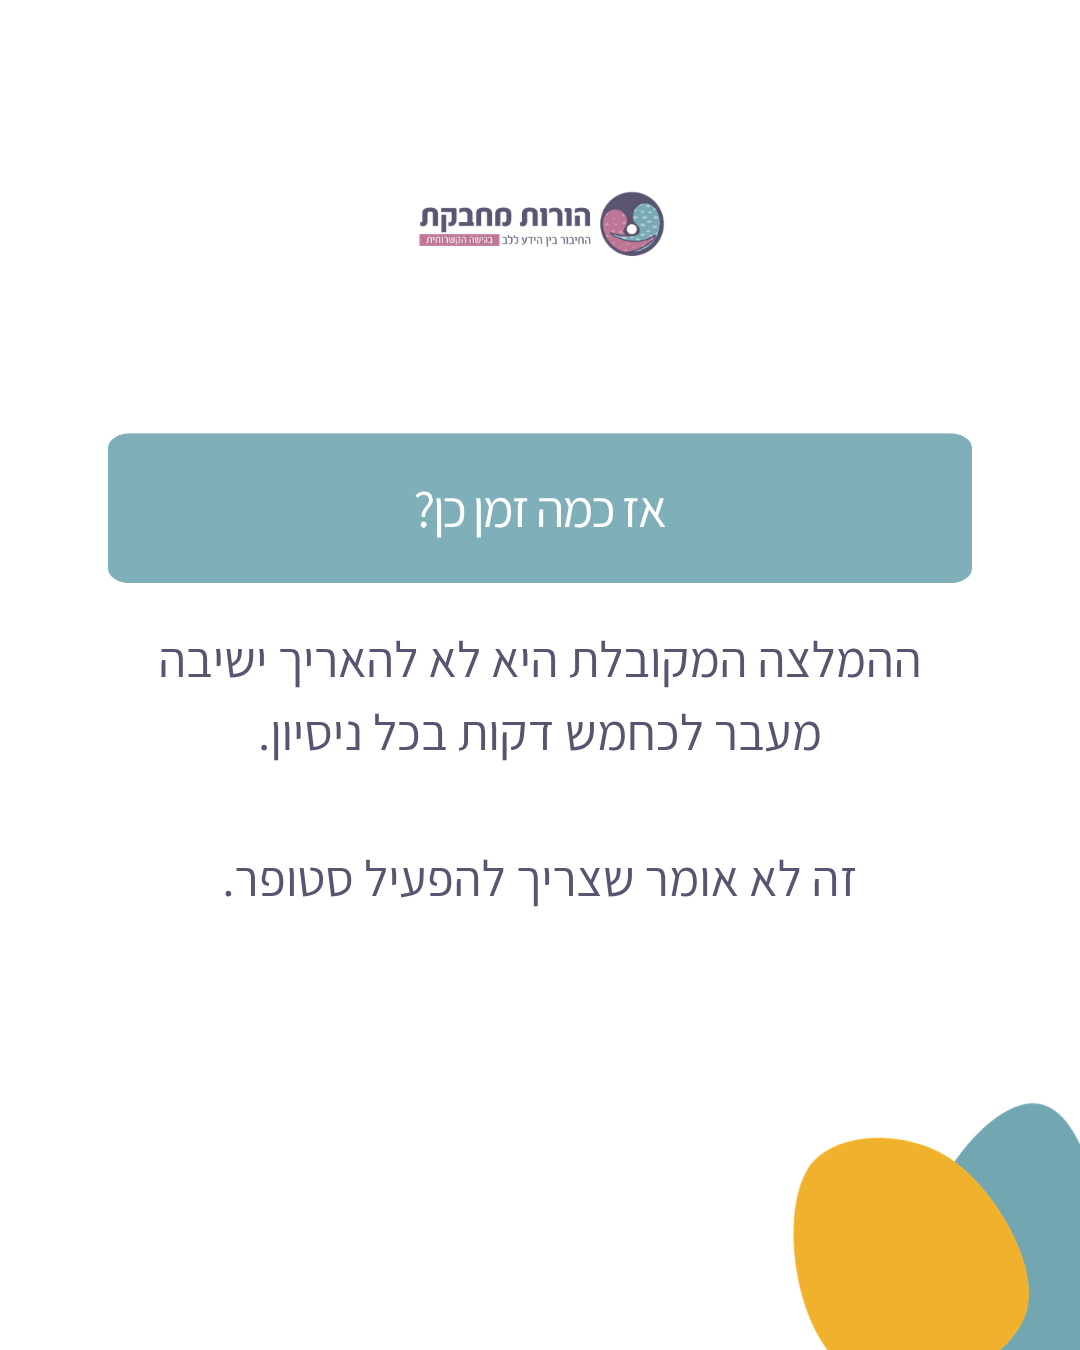 הורות מחבקת
החיבור בין הידע ללב בגישה הקשרותית
אז כמה זמן כן?
ההמלצה המקובלת היא לא להאריך ישיבה
מעבר לכחמש דקות בכל ניסיון.
זה לא אומר שצריך להפעיל סטופר.